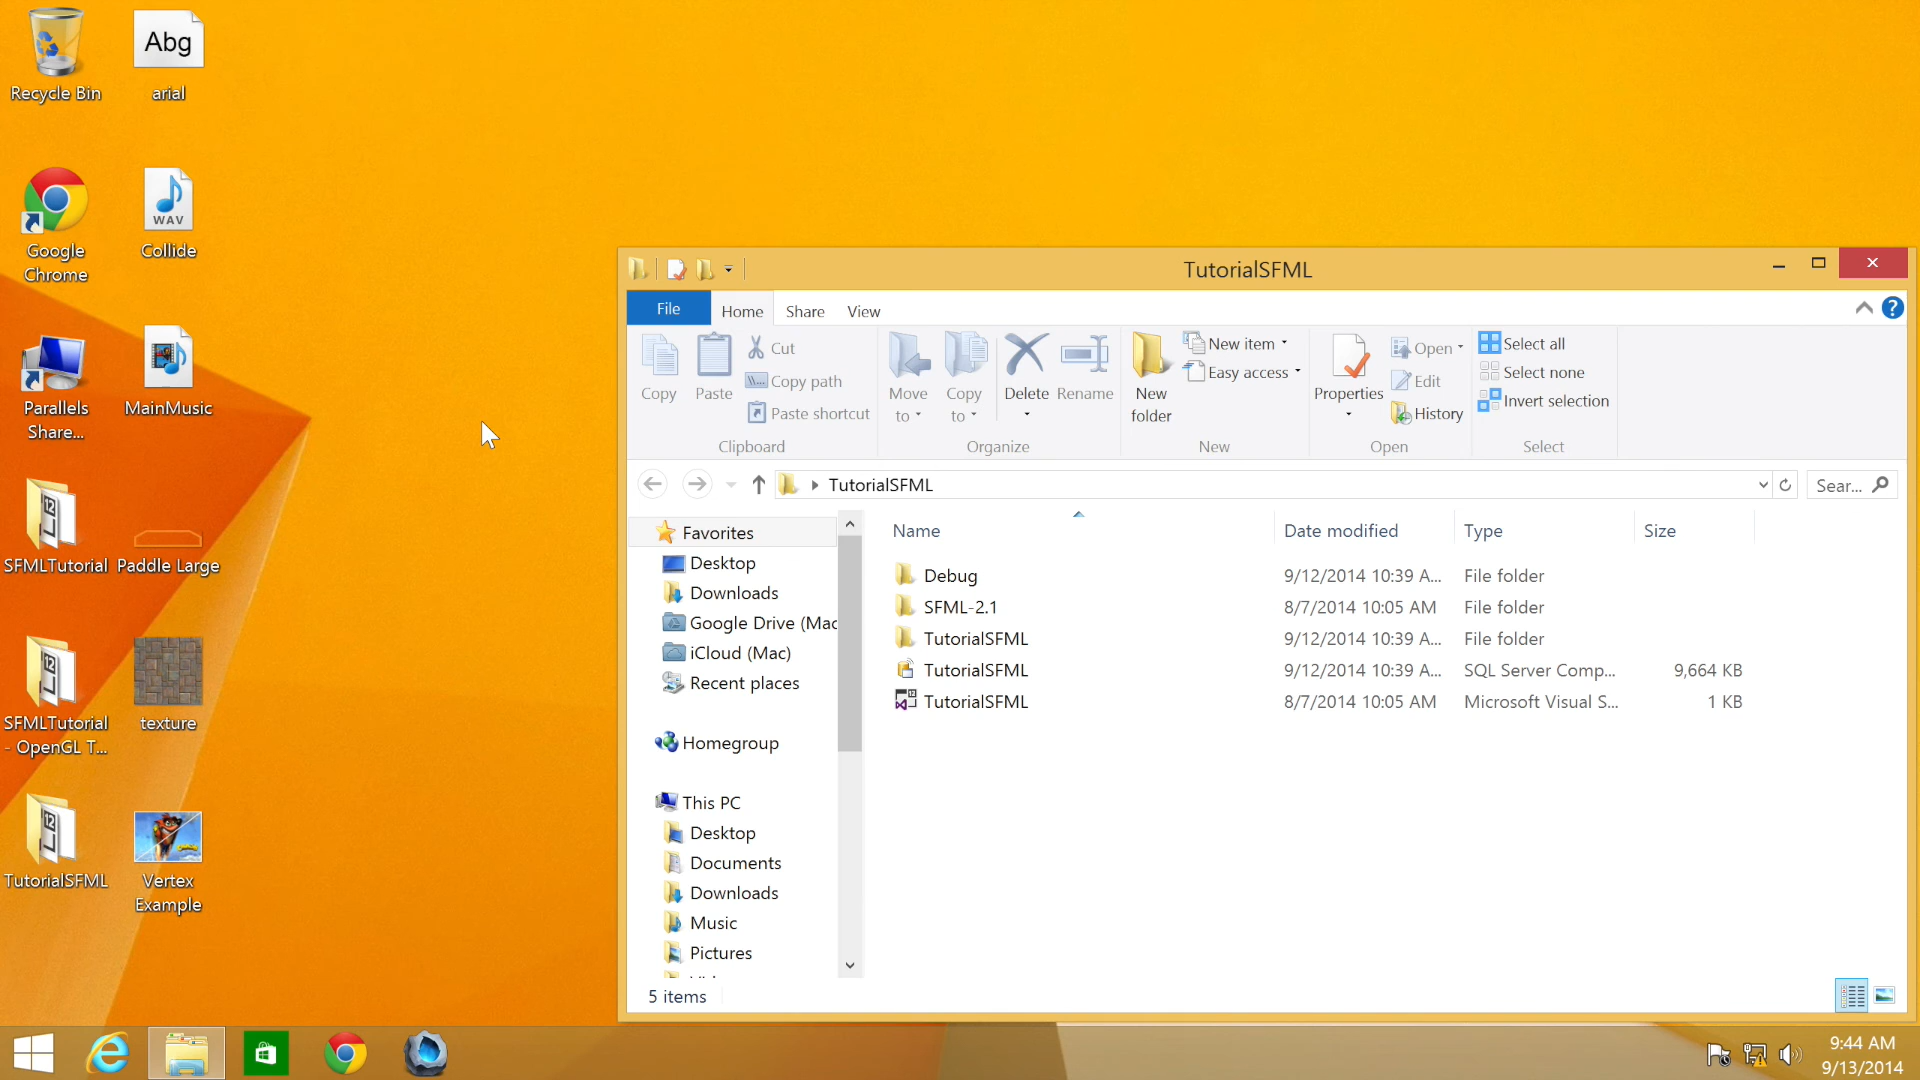 Recycle Bin
Abg
arial
Google
Chrome
WAV
Collide
Parallels
Share...
MainMusic
12
SFMLTutorial
Paddle Large
12
SFMLTutorial
- OpenGL T...
texture
12
TutorialSFML
Vertex
Example
TutorialSFML
File
Home
Share
View
Copy
Paste
Cut
Copy path
Paste shortcut
Clipboard
Move
to
Copy
to
Delete
Rename
Organize
New
folder
New item
Easy access
New
Properties
Open
Edit
History
Open
Select all
Select none
Invert selection
Select
TutorialSFML
Sear...
Favorites
Desktop
Downloads
Google Drive (Mac
iCloud (Mac)
Recent places
Homegroup
This PC
Desktop
Documents
Downloads
Music
Pictures
Name Date modified Type Size
Debug 9/12/2014 10:39 A... File folder
SFML-2.1 8/7/2014 10:05 AM File folder
TutorialSFML 9/12/2014 10:39 A... File folder
TutorialSFML 9/12/2014 10:39 A... SQL Server Comp... 9,664 KB
TutorialSFML 8/7/2014 10:05 AM Microsoft Visual S... 1 KB
5 items
9:44 AM
9/13/2014